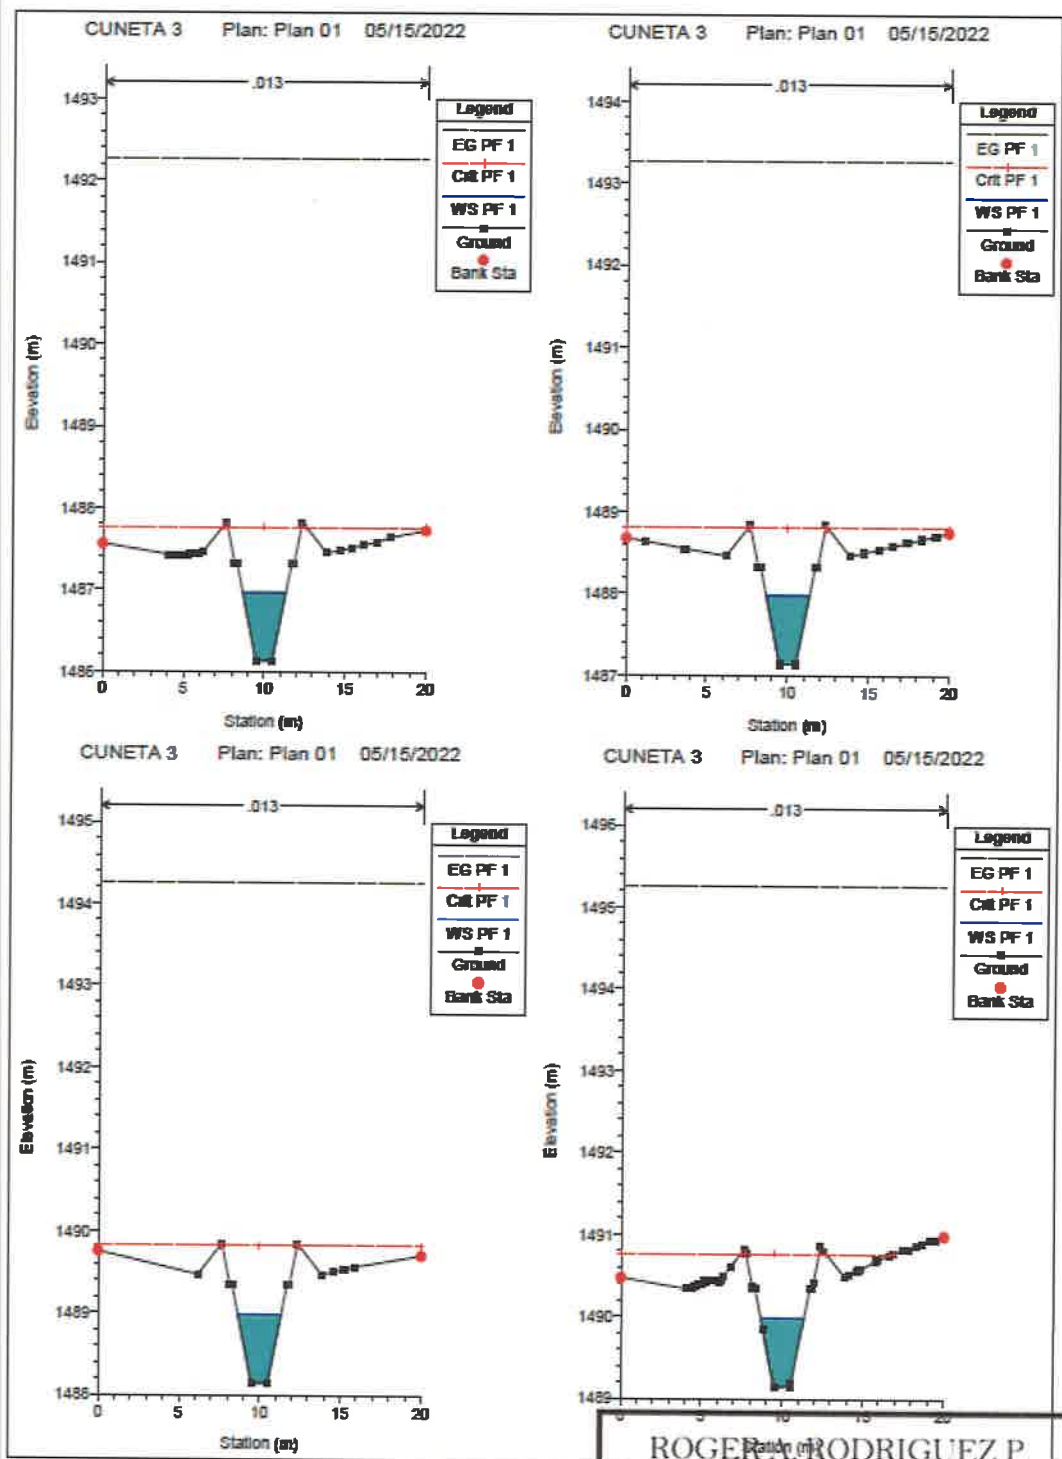 CUNETA 3 Plan: Plan 01 05/15/2022
.013
1493
1492
1491
1490
1489
1488
1487
1486
Elevation (m)
0 5 10 15 20
Station (m)
Legend
EG PF 1
Crit PF 1
WS PF 1
Ground
Bank Sta
CUNETA 3 Plan: Plan 01 05/15/2022
.013
1494
1493
1492
1491
1490
1489
1488
1487
Elevation (m)
0 5 10 15 20
Station (m)
Legend
EG PF 1
Crit PF 1
WS PF 1
Ground
Bank Sta
CUNETA 3 Plan: Plan 01 05/15/2022
.013
1495
1494
1493
1492
1491
1490
1489
1488
Elevation (m)
0 5 10 15 20
Station (m)
Legend
EG PF 1
Crit PF 1
WS PF 1
Ground
Bank Sta
CUNETA 3 Plan: Plan 01 05/15/2022
.013
1496
1495
1494
1493
1492
1491
1490
1489
Elevation (m)
0 5 10 15 20
Station (m)
Legend
EG PF 1
Crit PF 1
WS PF 1
Ground
Bank Sta
ROGER A. RODRIGUEZ P.